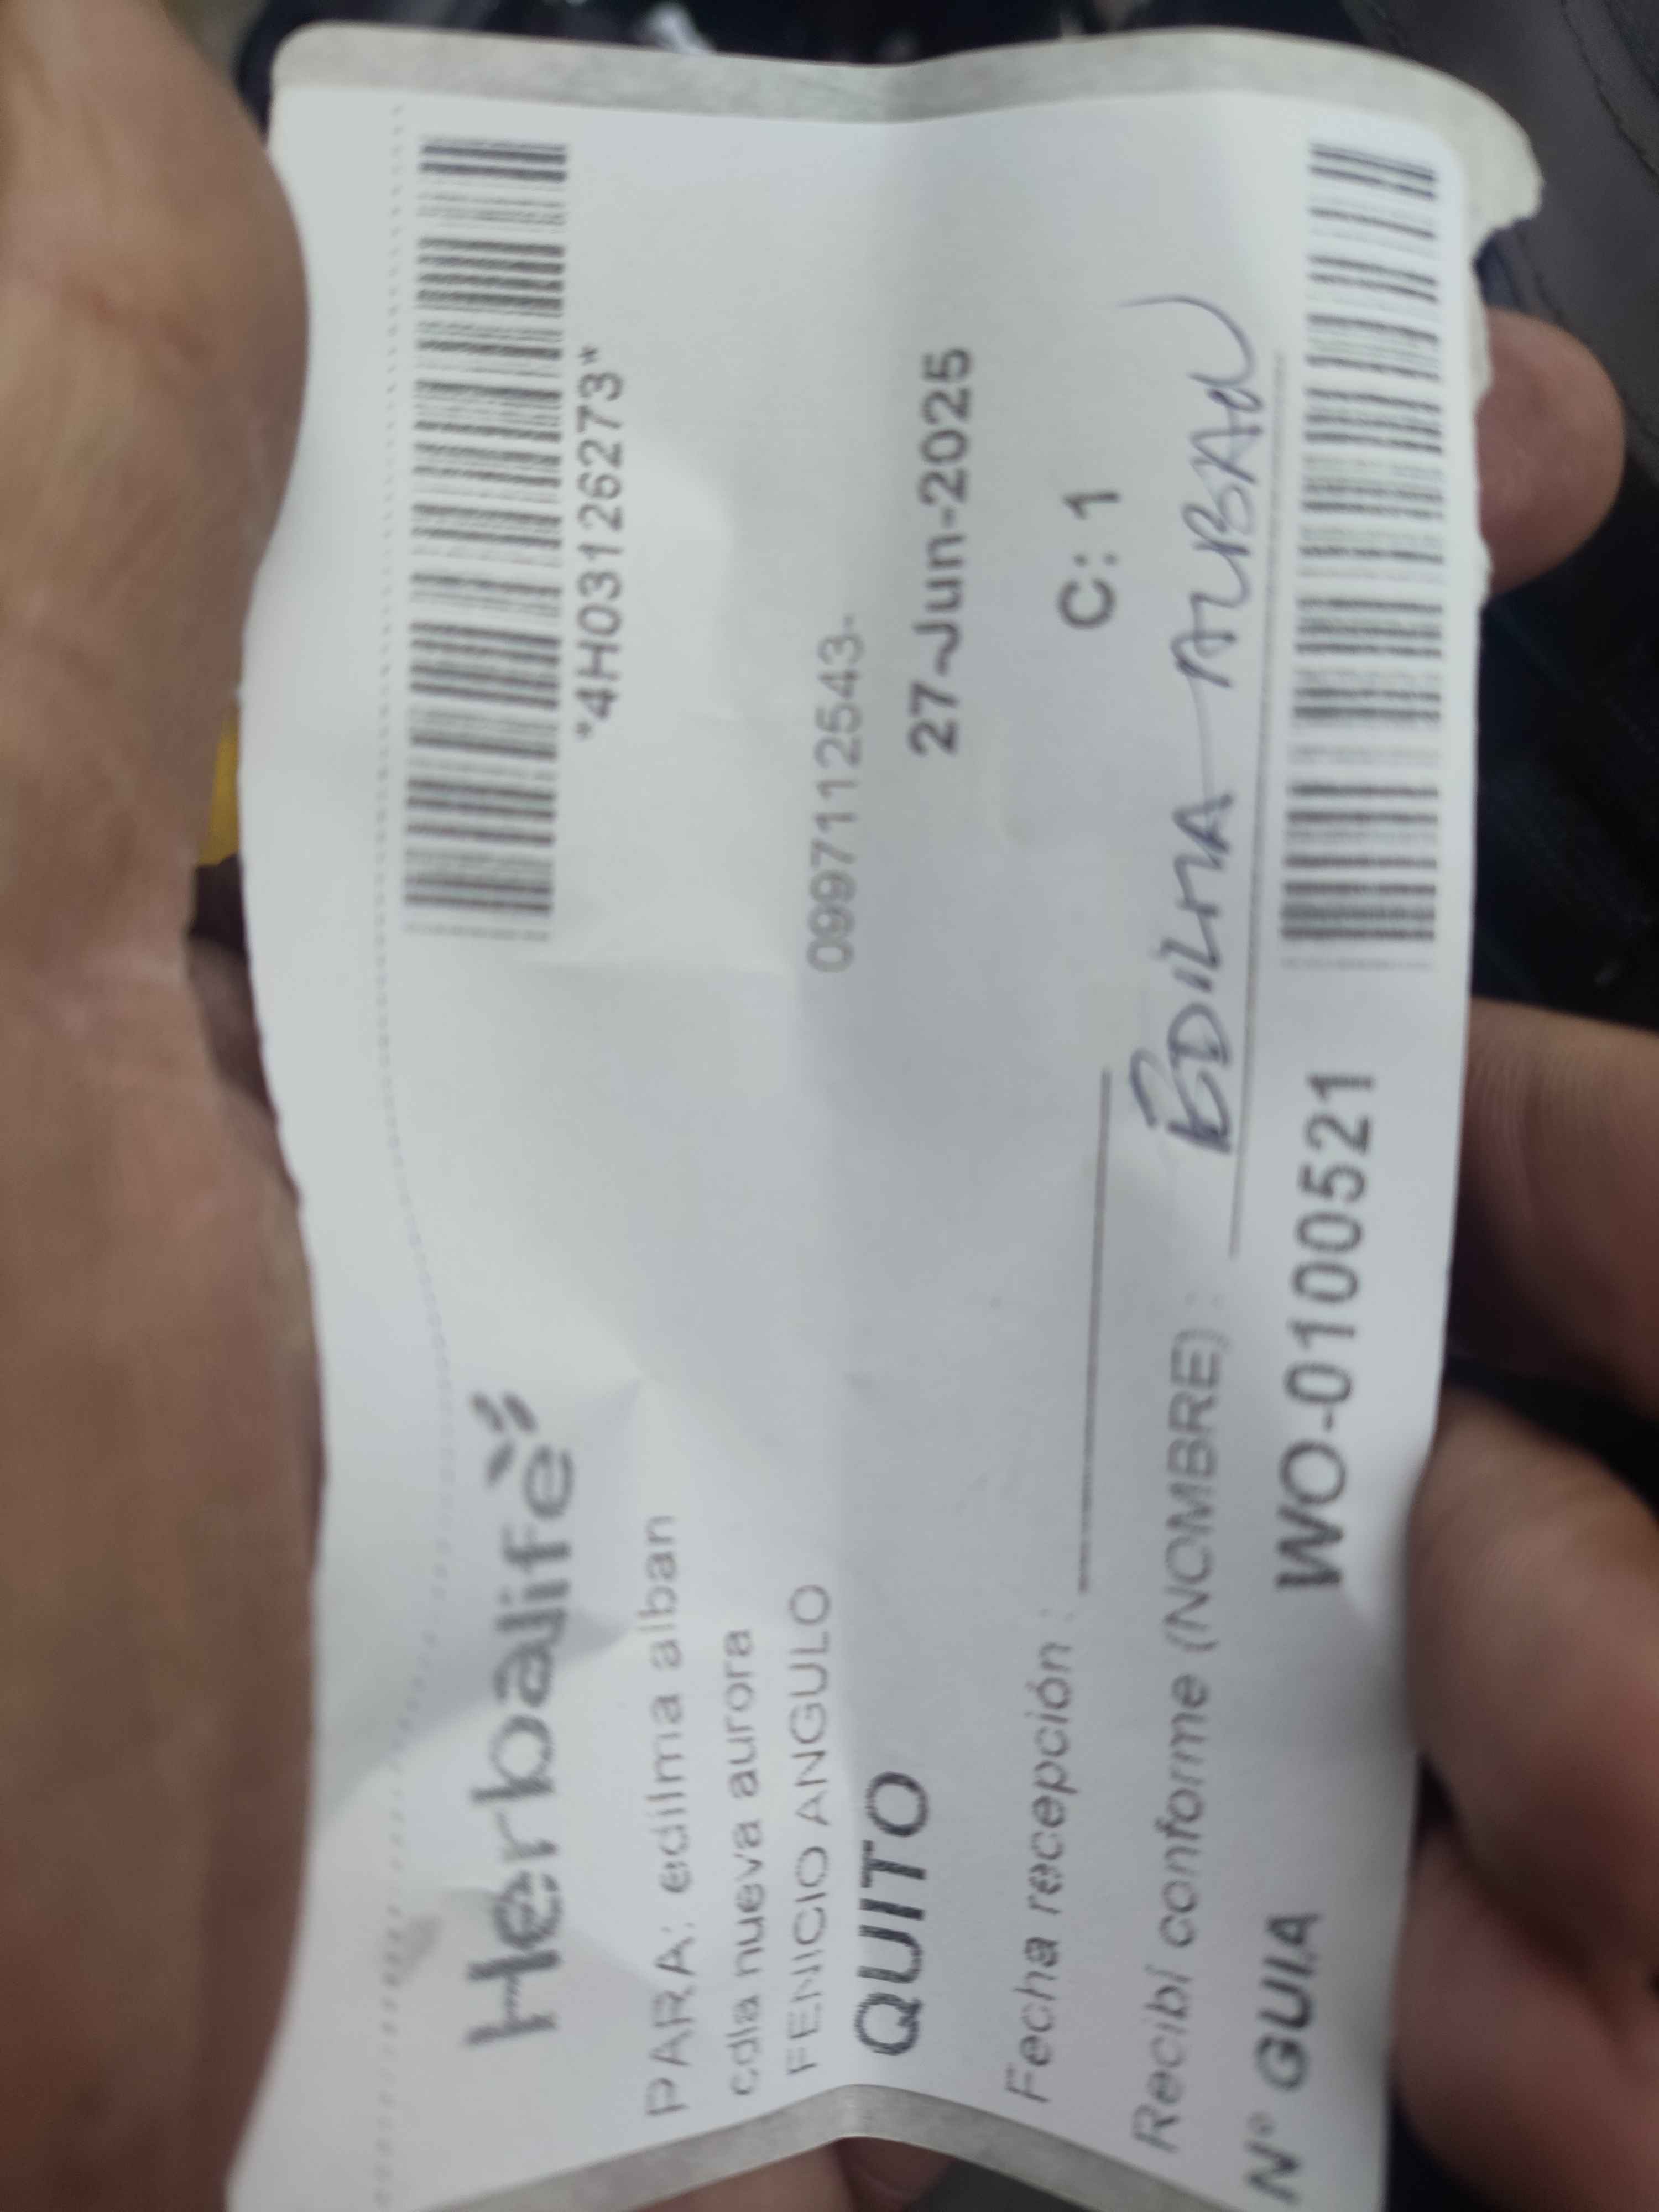 Herbalife
*4H03126273*
PARA: edilma alban
cdla nueva aurora
FENICIO ANGULO
0997112543-
QUITO
27-Jun-2025
C: 1
Fecha recepción :
Recibí conforme (NOMBRE) : EDILMA ALBAN
N° GUIA WO-0100521